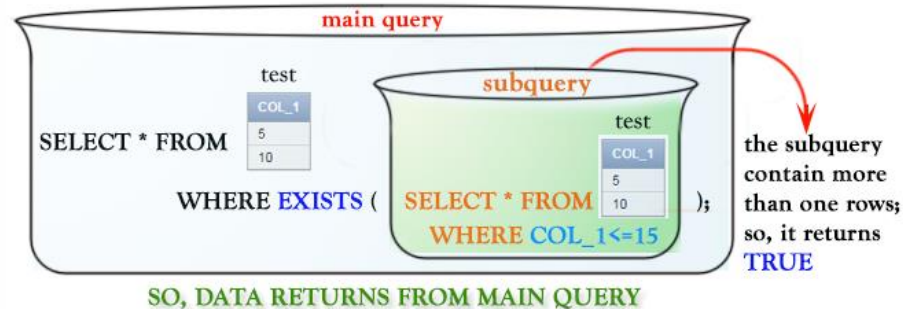 main query
test
COL_1
5
10
SELECT * FROM
WHERE EXISTS (
subquery
test
COL_1
5
10
SELECT * FROM
WHERE COL_1<=15
);
the subquery
contain more
than one rows;
so, it returns
TRUE
SO, DATA RETURNS FROM MAIN QUERY